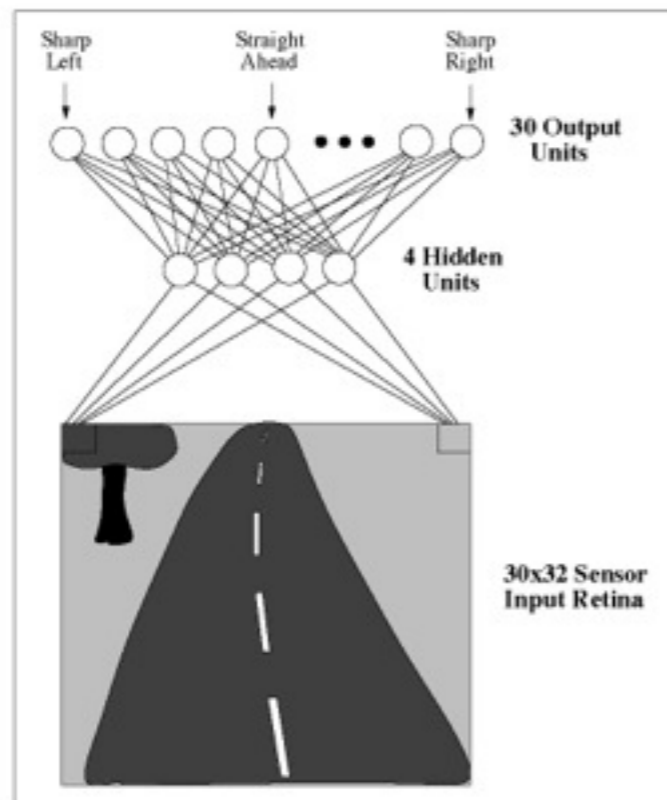 Sharp
Left
Straight
Ahead
Sharp
Right
30 Output
Units
4 Hidden
Units
30x32 Sensor
Input Retina